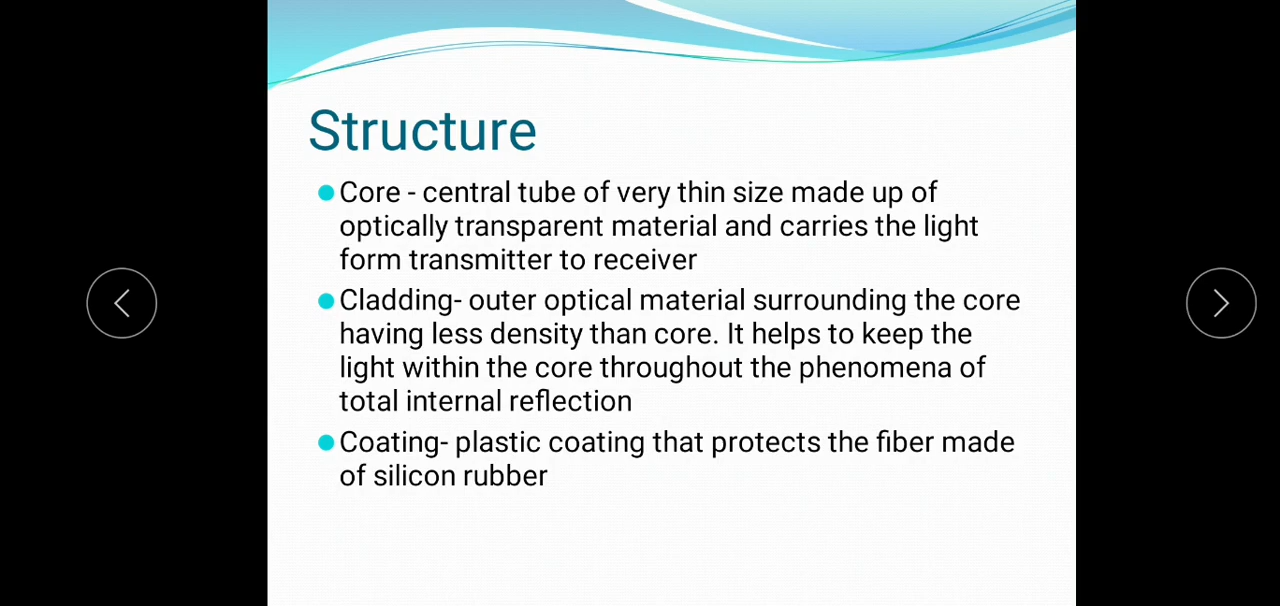 Structure
Core - central tube of very thin size made up of
optically transparent material and carries the light
form transmitter to receiver
Cladding- outer optical material surrounding the core
having less density than core. It helps to keep the
light within the core throughout the phenomena of
total internal reflection
Coating- plastic coating that protects the fiber made
of silicon rubber